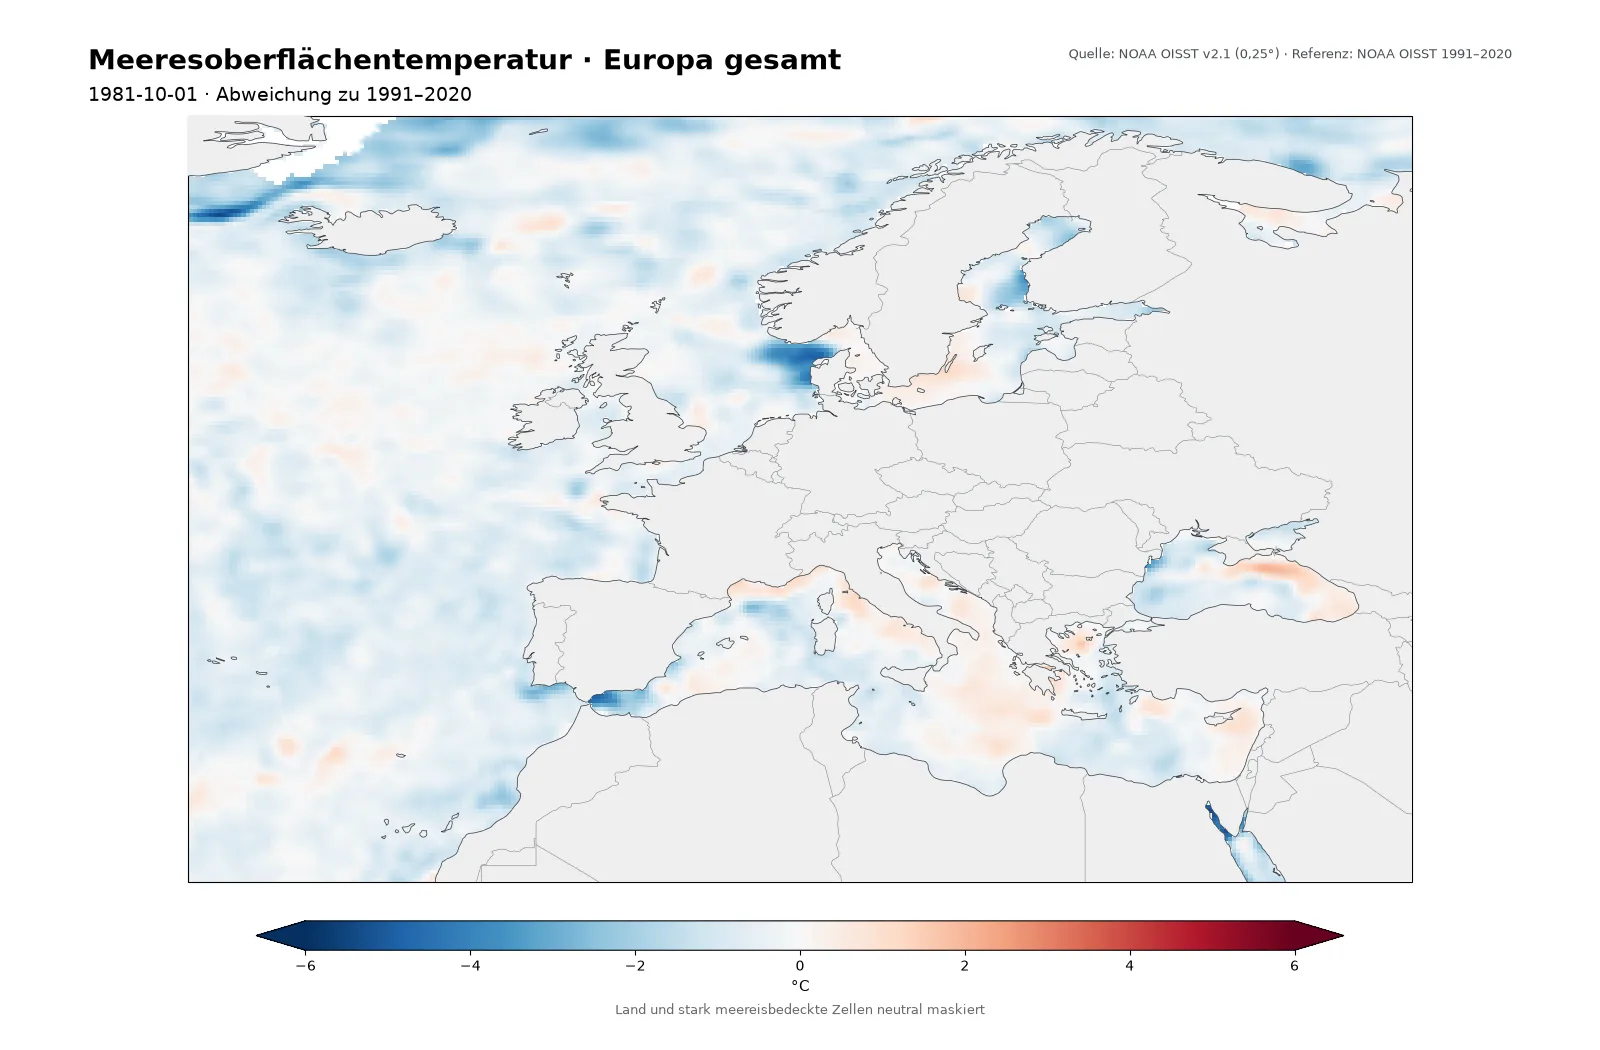 Meeresoberflächentemperatur · Europa gesamt
Quelle: NOAA OISST v2.1 (0,25°) · Referenz: NOAA OISST 1991–2020
1981-10-01 · Abweichung zu 1991–2020
−6 −4 −2 0 2 4 6
°C
Land und stark meereisbedeckte Zellen neutral maskiert